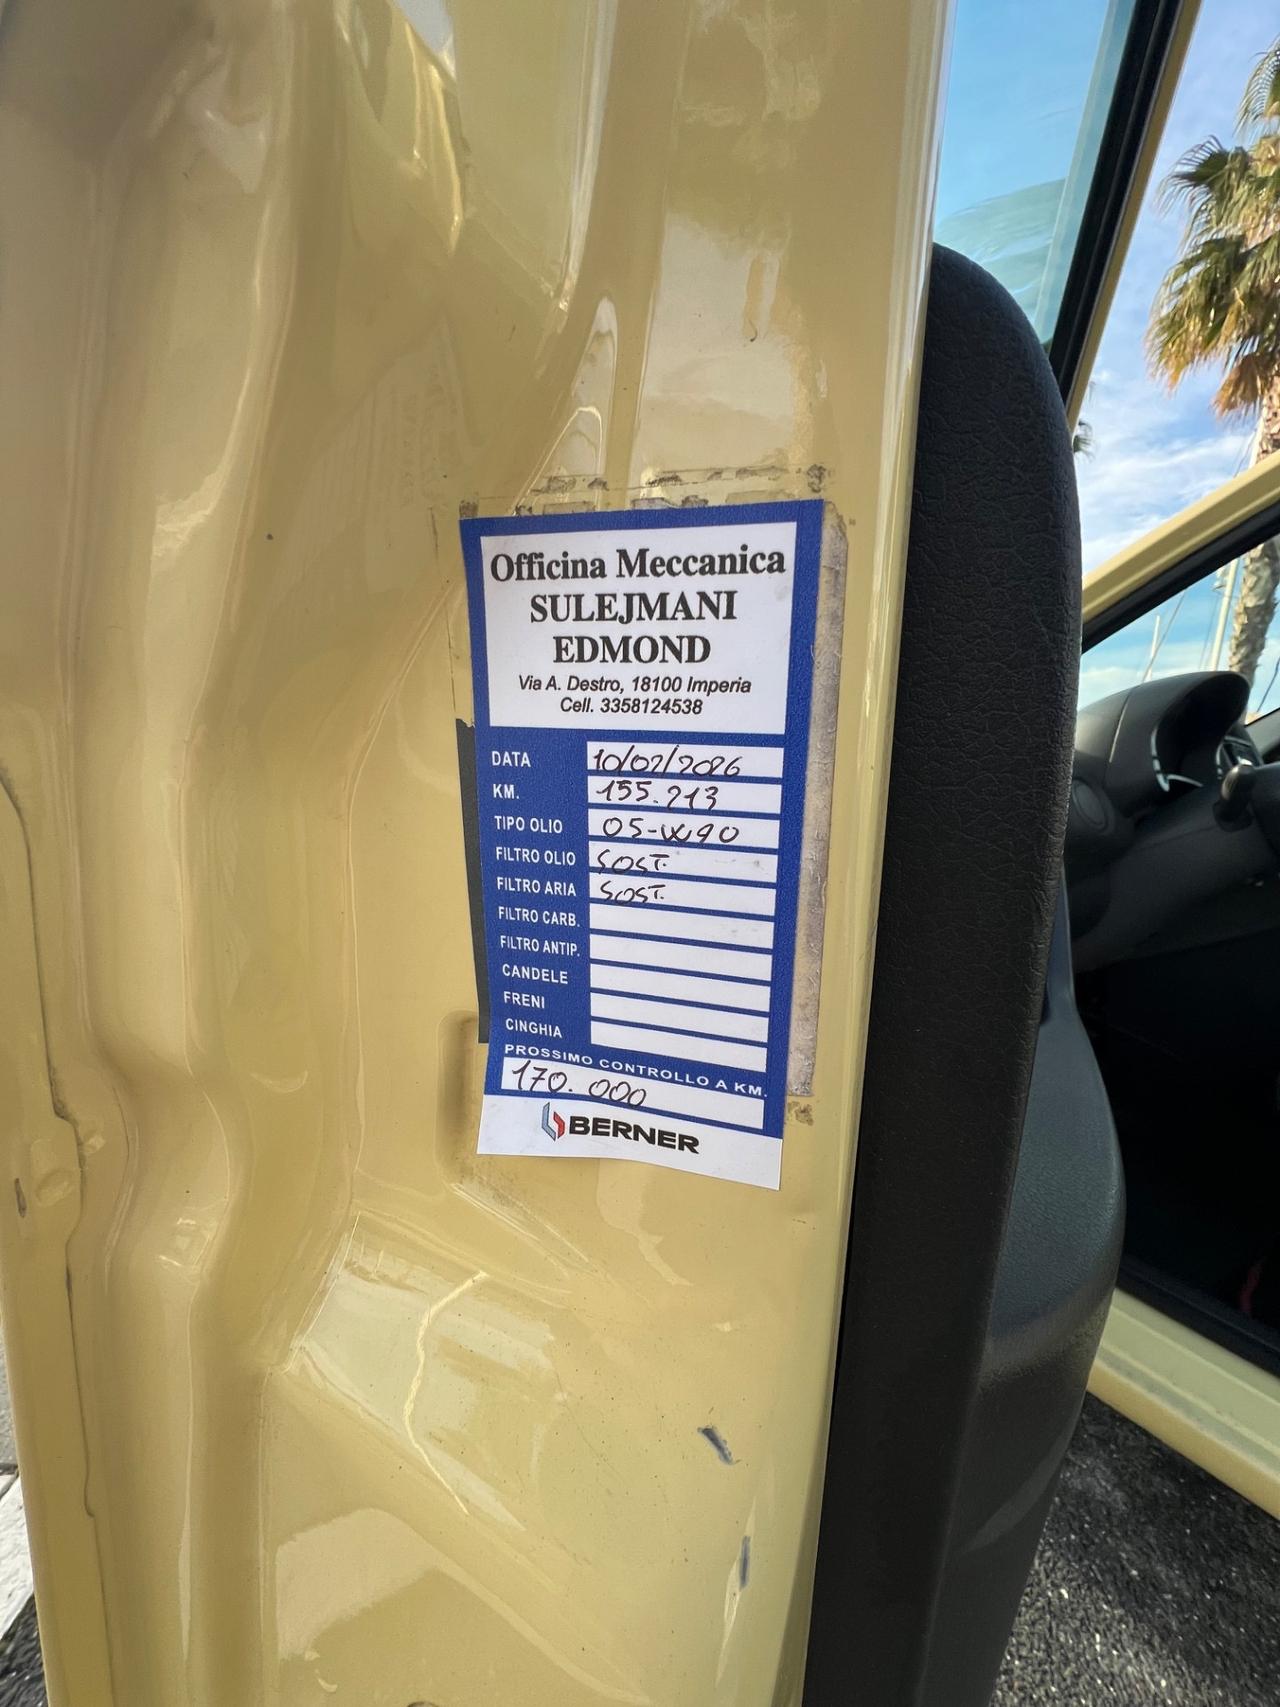 Officina Meccanica
SULEJMANI
EDMOND
Via A. Destro, 18100 Imperia
Cell. 3358124538
DATA 10/02/2026
KM. 155.213
TIPO OLIO 05-W40
FILTRO OLIO SOST.
FILTRO ARIA SOST.
FILTRO CARB.
FILTRO ANTIP.
CANDELE
FRENI
CINGHIA
PROSSIMO CONTROLLO A KM.
170.000
BERNER